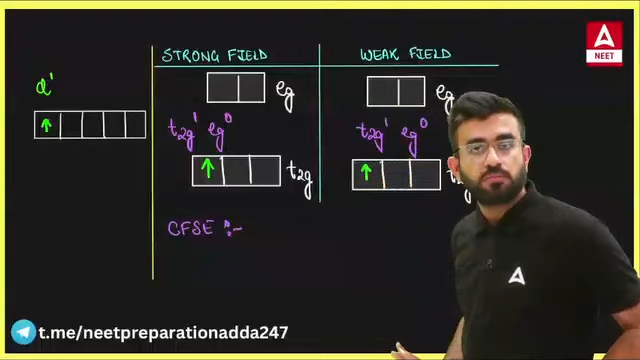 STRONG FIELD
WEAK FIELD
A
NEET
eg
eg
d¹
t₂g¹ eg⁰
t₂g¹ eg⁰
t₂g
CFSE :-
A
t.me/neetpreparationadda247